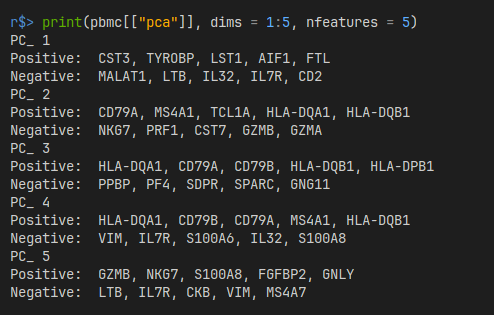 r$> print(pbmc[["pca"]], dims = 1:5, nfeatures = 5)
PC_ 1
Positive:  CST3, TYROBP, LST1, AIF1, FTL
Negative:  MALAT1, LTB, IL32, IL7R, CD2
PC_ 2
Positive:  CD79A, MS4A1, TCL1A, HLA-DQA1, HLA-DQB1
Negative:  NKG7, PRF1, CST7, GZMB, GZMA
PC_ 3
Positive:  HLA-DQA1, CD79A, CD79B, HLA-DQB1, HLA-DPB1
Negative:  PPBP, PF4, SDPR, SPARC, GNG11
PC_ 4
Positive:  HLA-DQA1, CD79B, CD79A, MS4A1, HLA-DQB1
Negative:  VIM, IL7R, S100A6, IL32, S100A8
PC_ 5
Positive:  GZMB, NKG7, S100A8, FGFBP2, GNLY
Negative:  LTB, IL7R, CKB, VIM, MS4A7